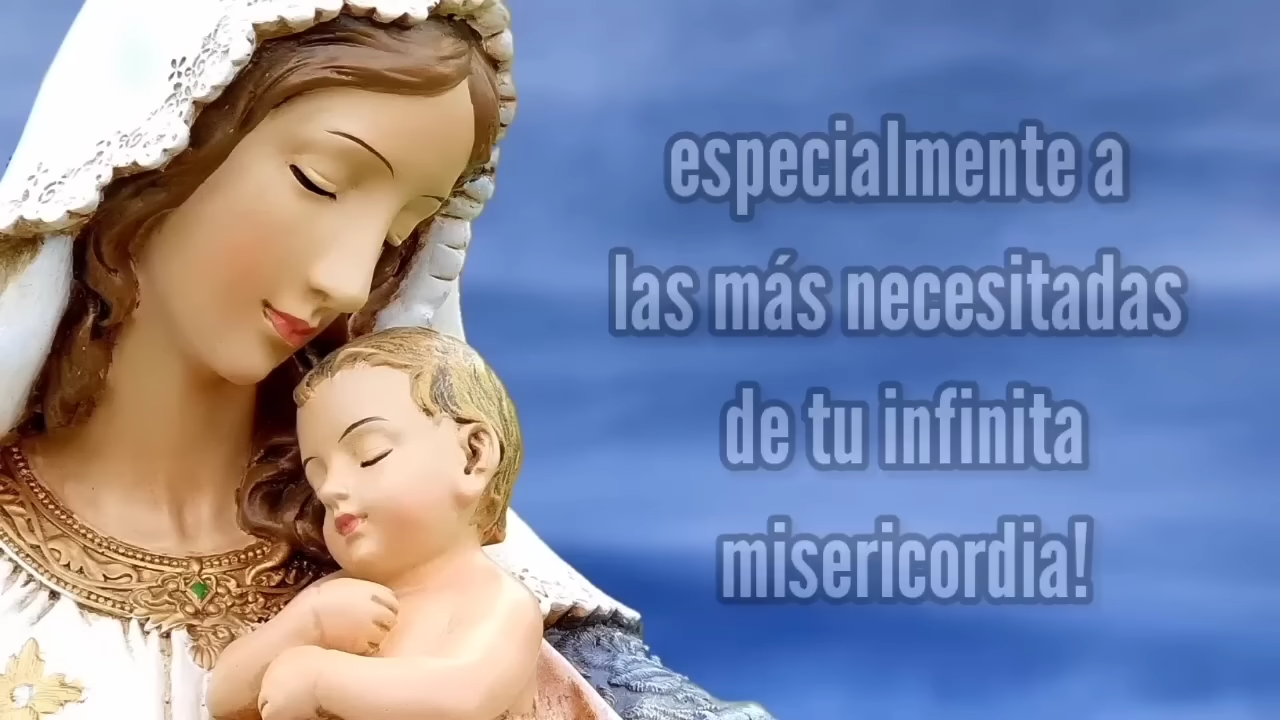 especialmente a
las más necesitadas
de tu infinita
misericordia!